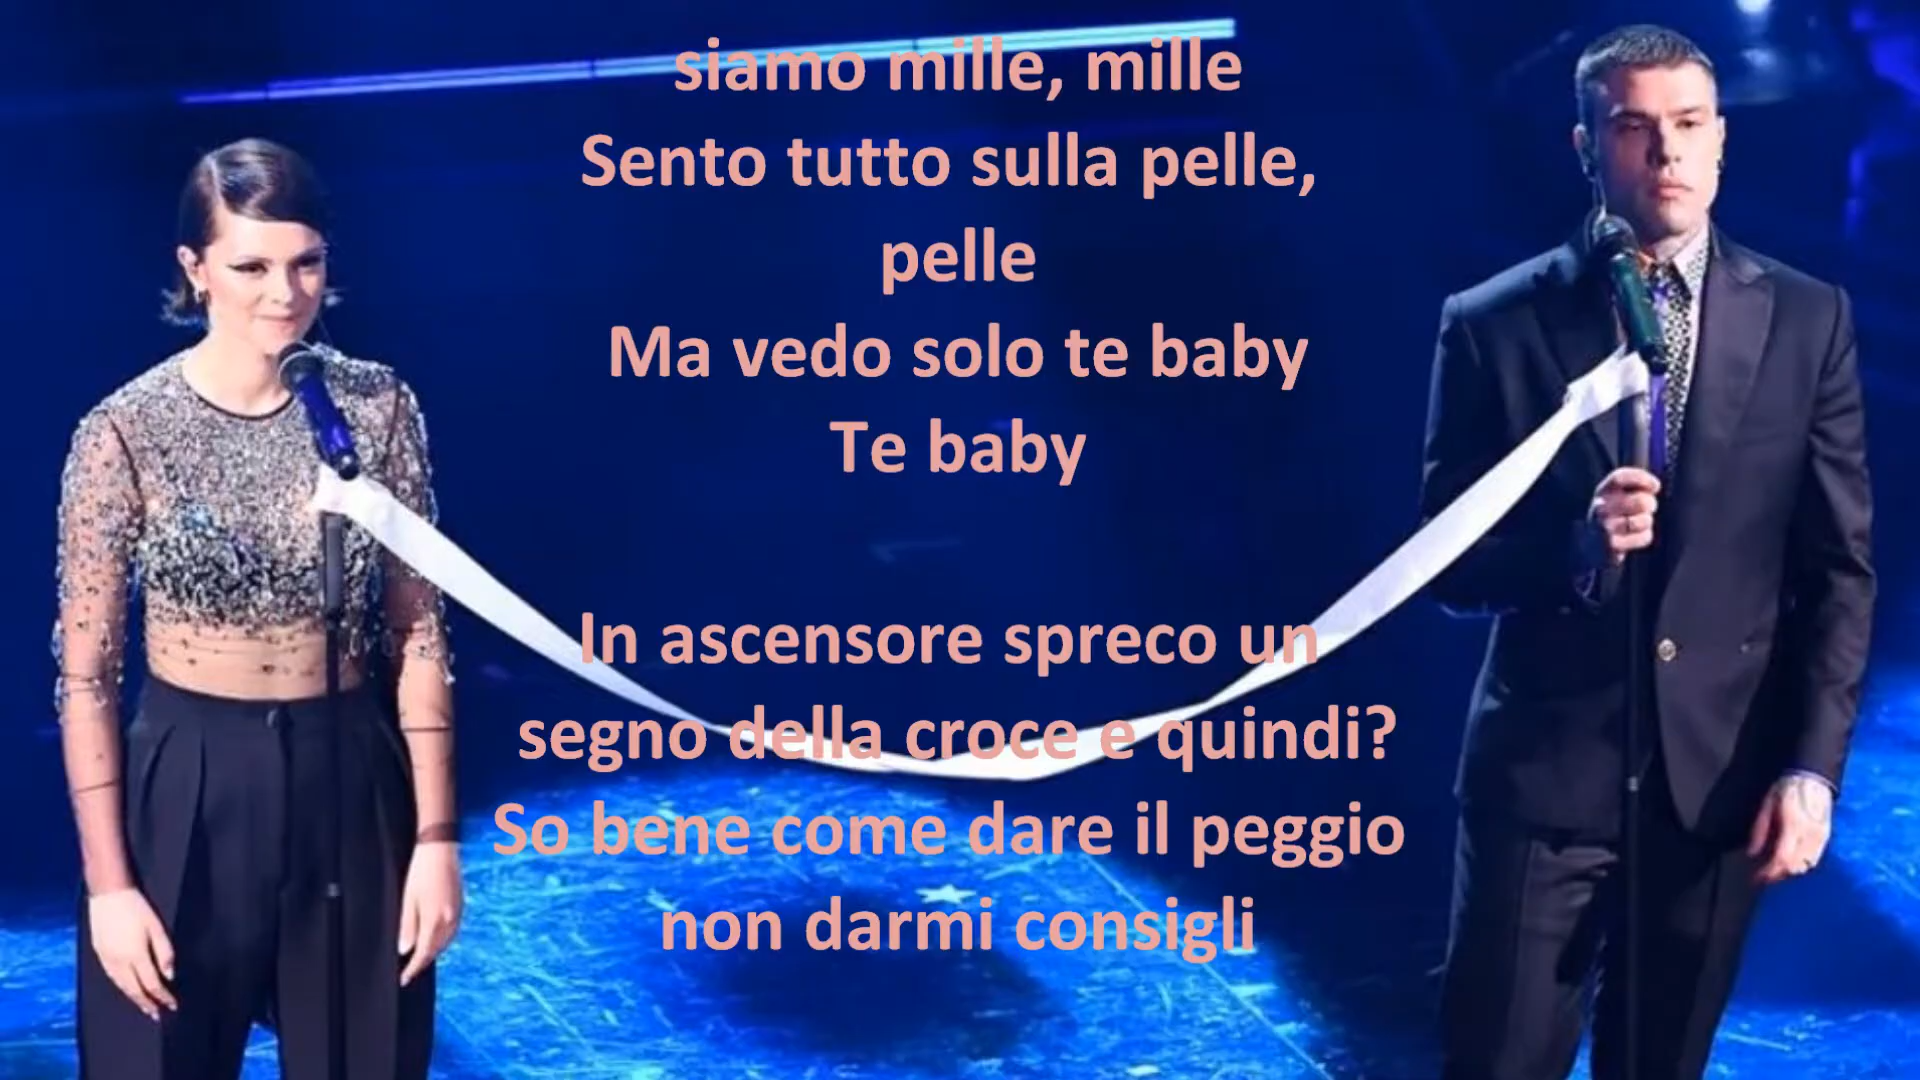 siamo mille, mille
Sento tutto sulla pelle,
pelle
Ma vedo solo te baby
Te baby
In ascensore spreco un
segno della croce e quindi?
So bene come dare il peggio
non darmi consigli